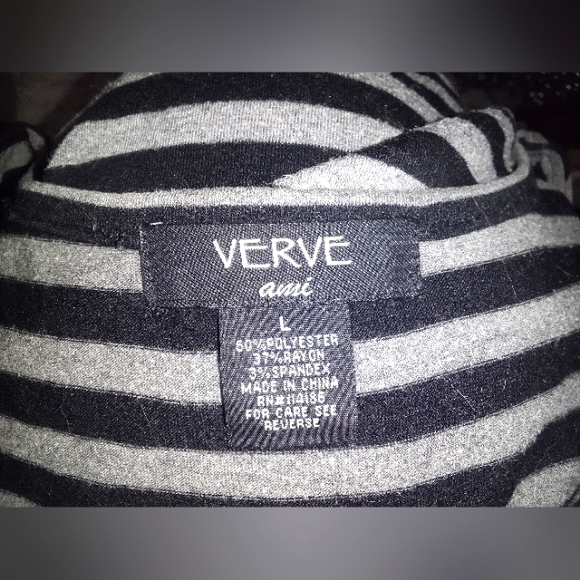 VERVE
ami
L
60%POLYESTER
37%RAYON
3%SPANDEX
MADE IN CHINA
RN#114186
FOR CARE SEE
REVERSE